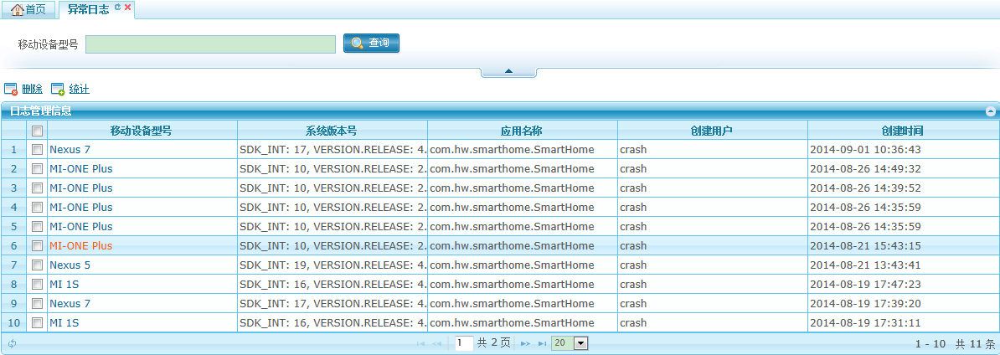 首页 异常日志
移动设备型号 查询
删除 统计
日志管理信息
移动设备型号 系统版本号 应用名称 创建用户 创建时间
1 Nexus 7 SDK_INT: 17, VERSION.RELEASE: 4. com.hw.smarthome.SmartHome crash 2014-09-01 10:36:43
2 MI-ONE Plus SDK_INT: 10, VERSION.RELEASE: 2. com.hw.smarthome.SmartHome crash 2014-08-26 14:49:32
3 MI-ONE Plus SDK_INT: 10, VERSION.RELEASE: 2. com.hw.smarthome.SmartHome crash 2014-08-26 14:39:52
4 MI-ONE Plus SDK_INT: 10, VERSION.RELEASE: 2. com.hw.smarthome.SmartHome crash 2014-08-26 14:35:59
5 MI-ONE Plus SDK_INT: 10, VERSION.RELEASE: 2. com.hw.smarthome.SmartHome crash 2014-08-26 14:35:59
6 MI-ONE Plus SDK_INT: 10, VERSION.RELEASE: 2. com.hw.smarthome.SmartHome crash 2014-08-21 15:43:15
7 Nexus 5 SDK_INT: 19, VERSION.RELEASE: 4. com.hw.smarthome.SmartHome crash 2014-08-21 13:43:41
8 MI 1S SDK_INT: 16, VERSION.RELEASE: 4. com.hw.smarthome.SmartHome crash 2014-08-19 17:47:23
9 Nexus 7 SDK_INT: 17, VERSION.RELEASE: 4. com.hw.smarthome.SmartHome crash 2014-08-19 17:39:20
10 MI 1S SDK_INT: 16, VERSION.RELEASE: 4. com.hw.smarthome.SmartHome crash 2014-08-19 17:31:11
1 共 2 页 20 1 - 10 共 11 条